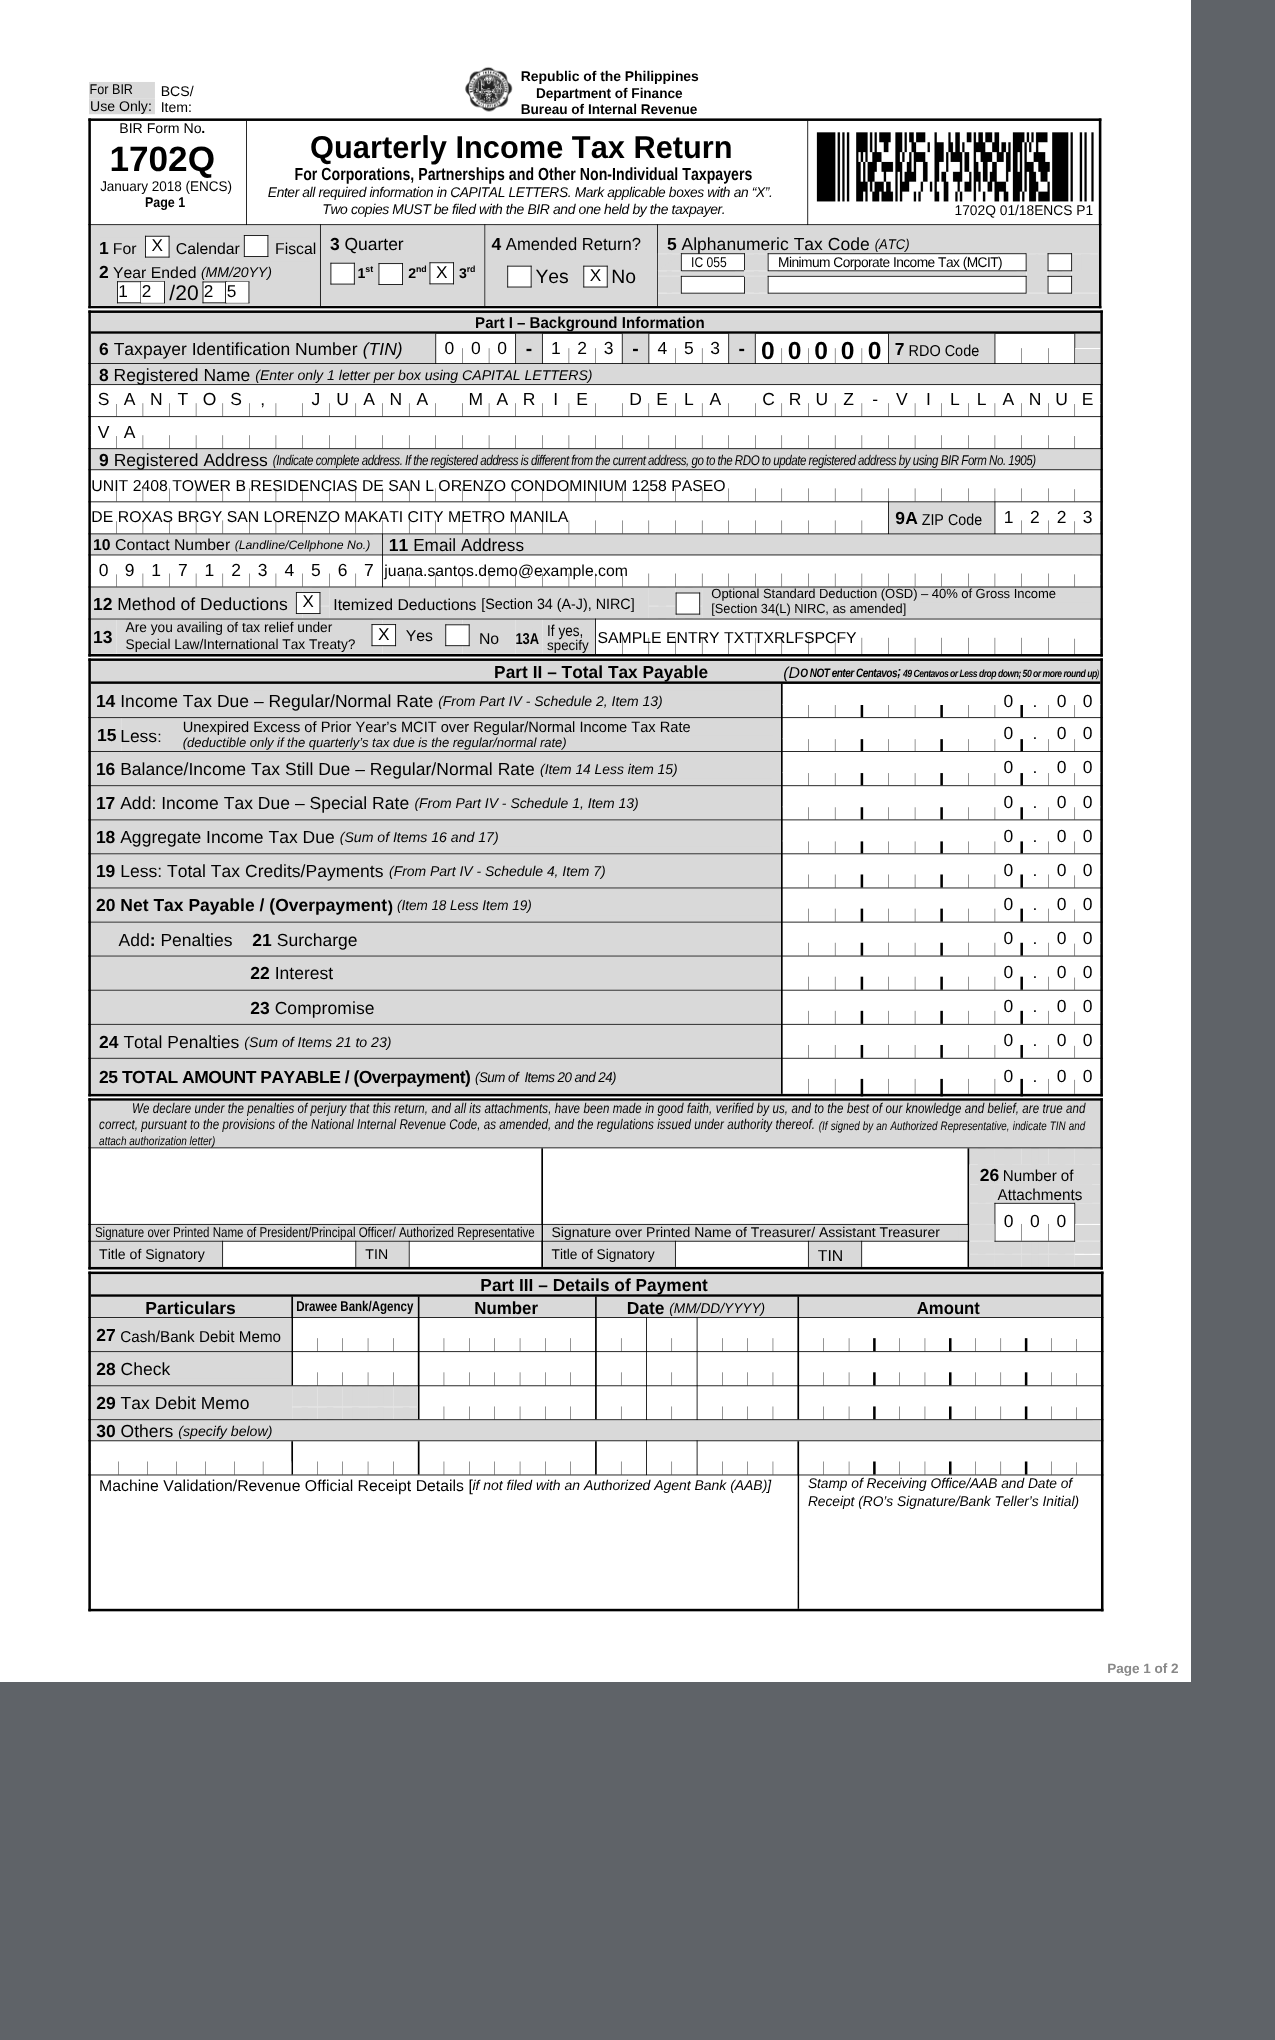 For BIR
Use Only:
BCS/
Item:
Republic of the Philippines
Department of Finance
Bureau of Internal Revenue
BIR Form No.
1702Q
January 2018 (ENCS)
Page 1
Quarterly Income Tax Return
For Corporations, Partnerships and Other Non-Individual Taxpayers
Enter all required information in CAPITAL LETTERS. Mark applicable boxes with an “X”.
Two copies MUST be filed with the BIR and one held by the taxpayer.
1702Q 01/18ENCS P1
1 For X Calendar Fiscal
2 Year Ended (MM/20YY)
1 2 /20 2 5
3 Quarter
1st 2nd X 3rd
4 Amended Return?
Yes X No
5 Alphanumeric Tax Code (ATC)
IC 055 Minimum Corporate Income Tax (MCIT)
Part I – Background Information
6 Taxpayer Identification Number (TIN) 0 0 0 - 1 2 3 - 4 5 3 - 0 0 0 0 0 7 RDO Code
8 Registered Name (Enter only 1 letter per box using CAPITAL LETTERS)
S A N T O S , J U A N A M A R I E D E L A C R U Z - V I L L A N U E
V A
9 Registered Address (Indicate complete address. If the registered address is different from the current address, go to the RDO to update registered address by using BIR Form No. 1905)
UNIT 2408 TOWER B RESIDENCIAS DE SAN LORENZO CONDOMINIUM 1258 PASEO
DE ROXAS BRGY SAN LORENZO MAKATI CITY METRO MANILA 9A ZIP Code 1 2 2 3
10 Contact Number (Landline/Cellphone No.) 11 Email Address
0 9 1 7 1 2 3 4 5 6 7 juana.santos.demo@example.com
12 Method of Deductions X Itemized Deductions [Section 34 (A-J), NIRC] Optional Standard Deduction (OSD) – 40% of Gross Income
[Section 34(L) NIRC, as amended]
13 Are you availing of tax relief under
Special Law/International Tax Treaty? X Yes No 13A If yes,
specify SAMPLE ENTRY TXTTXRLFSPCFY
Part II – Total Tax Payable (DO NOT enter Centavos; 49 Centavos or Less drop down; 50 or more round up)
14 Income Tax Due – Regular/Normal Rate (From Part IV - Schedule 2, Item 13) 0 . 0 0
15 Less: Unexpired Excess of Prior Year’s MCIT over Regular/Normal Income Tax Rate
(deductible only if the quarterly’s tax due is the regular/normal rate) 0 . 0 0
16 Balance/Income Tax Still Due – Regular/Normal Rate (Item 14 Less item 15) 0 . 0 0
17 Add: Income Tax Due – Special Rate (From Part IV - Schedule 1, Item 13) 0 . 0 0
18 Aggregate Income Tax Due (Sum of Items 16 and 17) 0 . 0 0
19 Less: Total Tax Credits/Payments (From Part IV - Schedule 4, Item 7) 0 . 0 0
20 Net Tax Payable / (Overpayment) (Item 18 Less Item 19) 0 . 0 0
Add: Penalties 21 Surcharge 0 . 0 0
22 Interest 0 . 0 0
23 Compromise 0 . 0 0
24 Total Penalties (Sum of Items 21 to 23) 0 . 0 0
25 TOTAL AMOUNT PAYABLE / (Overpayment) (Sum of Items 20 and 24) 0 . 0 0
We declare under the penalties of perjury that this return, and all its attachments, have been made in good faith, verified by us, and to the best of our knowledge and belief, are true and
correct, pursuant to the provisions of the National Internal Revenue Code, as amended, and the regulations issued under authority thereof. (If signed by an Authorized Representative, indicate TIN and
attach authorization letter)
26 Number of
Attachments
0 0 0
Signature over Printed Name of President/Principal Officer/ Authorized Representative Signature over Printed Name of Treasurer/ Assistant Treasurer
Title of Signatory TIN Title of Signatory TIN
Part III – Details of Payment
Particulars Drawee Bank/Agency Number Date (MM/DD/YYYY) Amount
27 Cash/Bank Debit Memo
28 Check
29 Tax Debit Memo
30 Others (specify below)
Machine Validation/Revenue Official Receipt Details [if not filed with an Authorized Agent Bank (AAB)]
Stamp of Receiving Office/AAB and Date of
Receipt (RO’s Signature/Bank Teller’s Initial)
Page 1 of 2